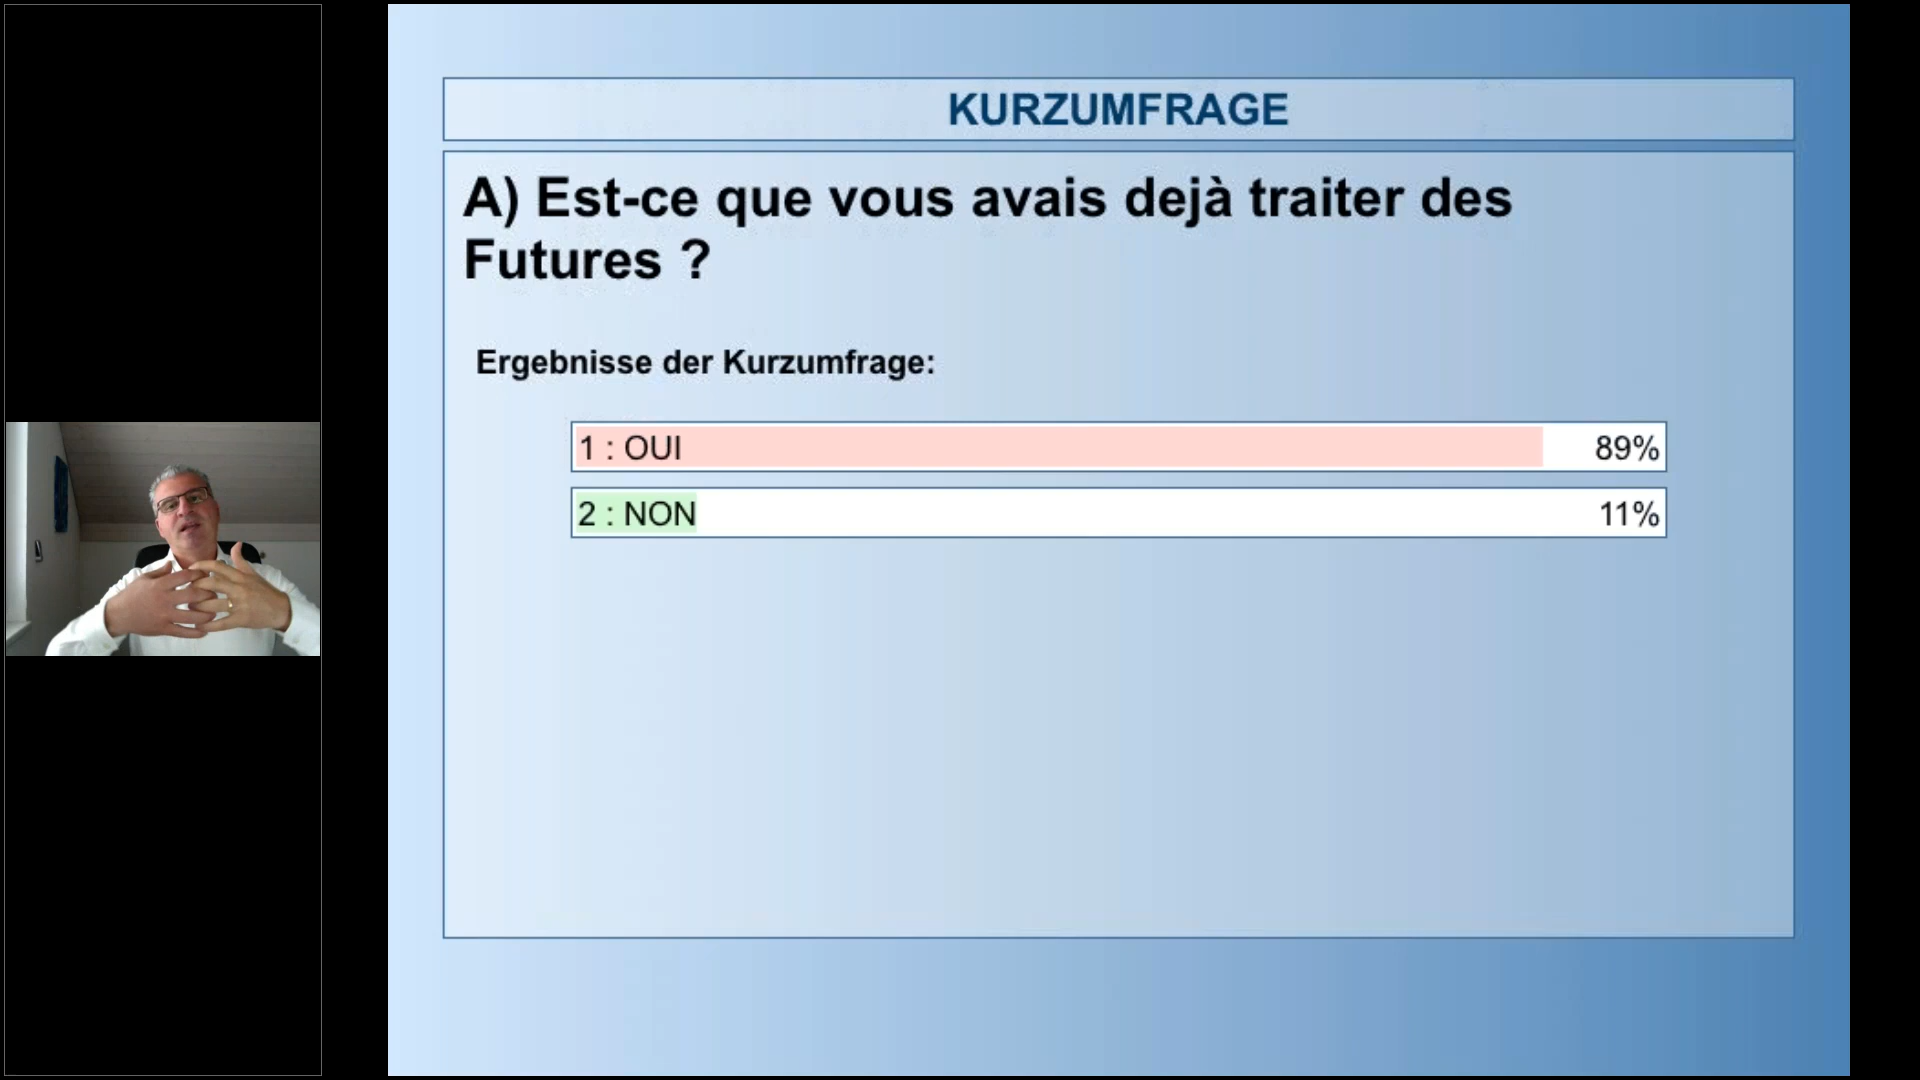 KURZUMFRAGE
A) Est-ce que vous avais dejà traiter des
Futures ?
Ergebnisse der Kurzumfrage:
1 : OUI 89%
2 : NON 11%